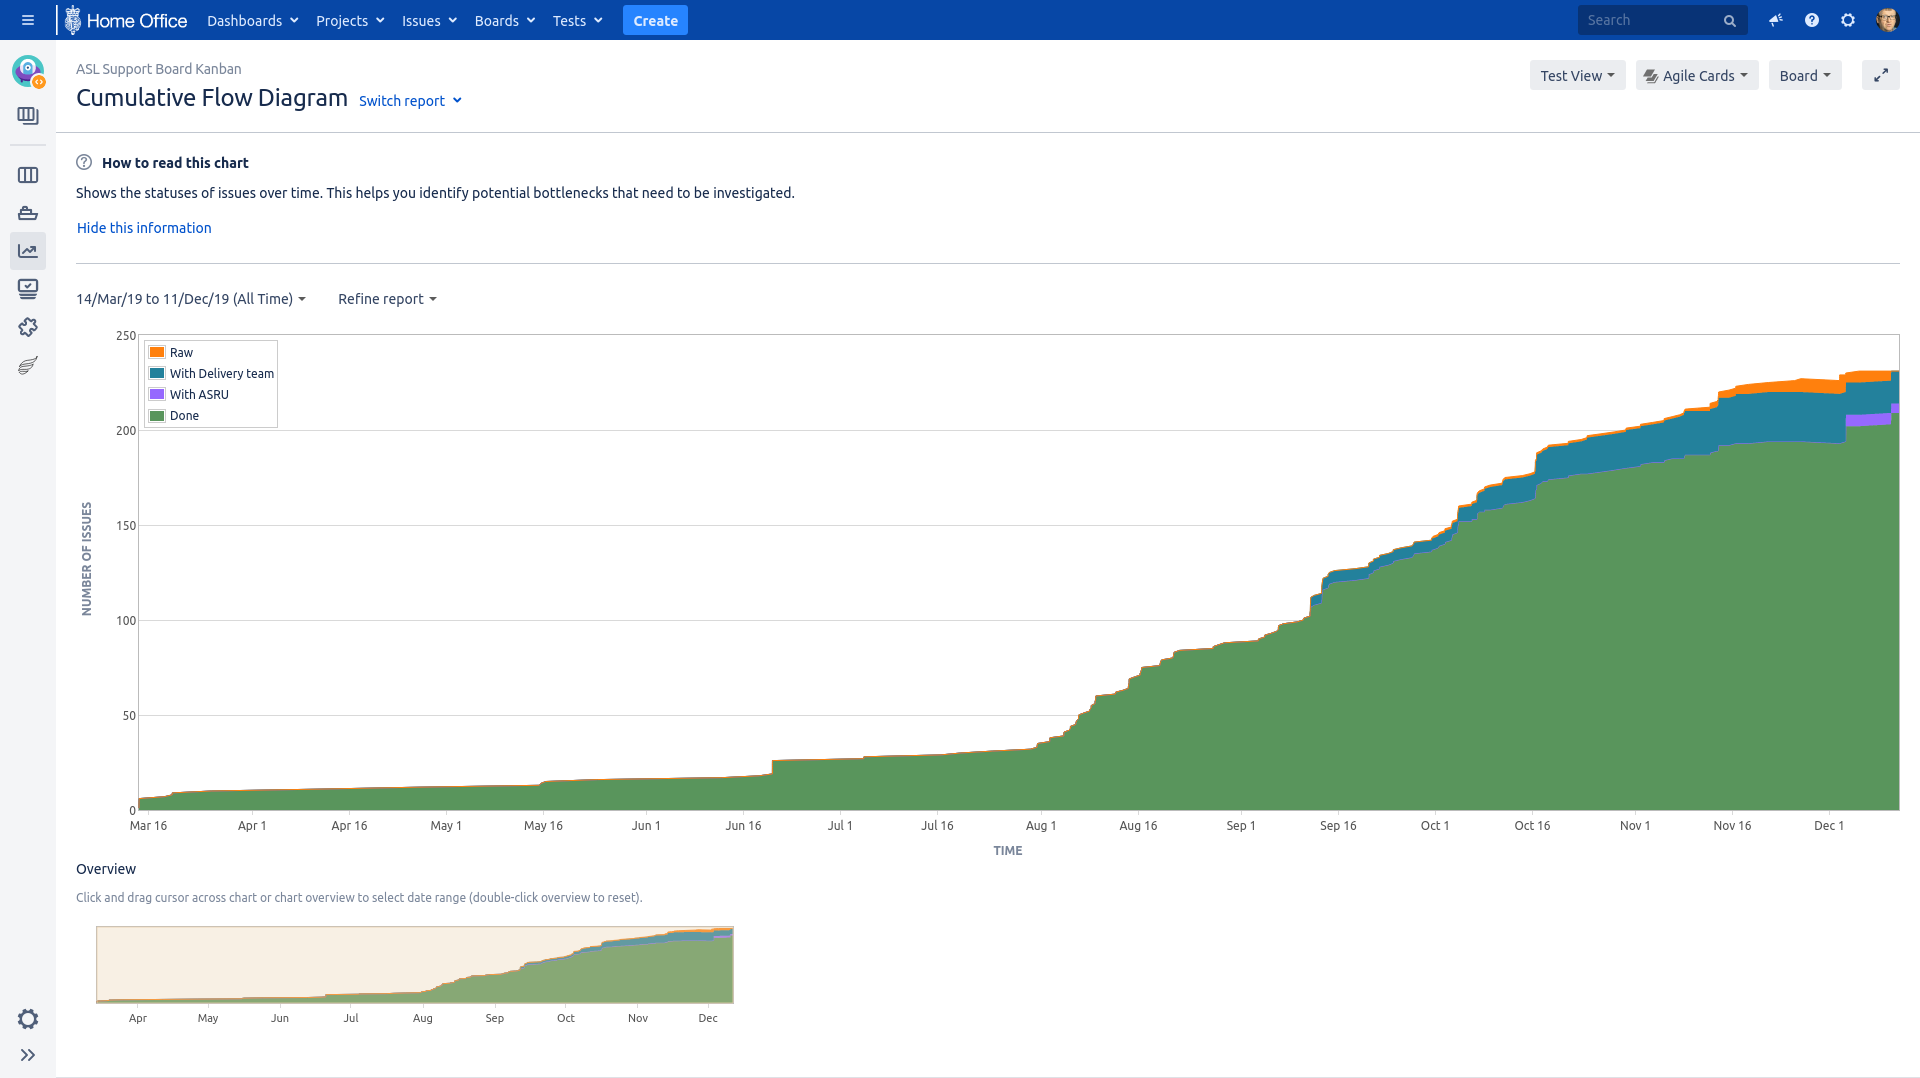 Home Office Dashboards Projects Issues Boards Tests Create Search
ASL Support Board Kanban
Cumulative Flow Diagram Switch report
Test View Agile Cards Board
How to read this chart
Shows the statuses of issues over time. This helps you identify potential bottlenecks that need to be investigated.
Hide this information
14/Mar/19 to 11/Dec/19 (All Time) Refine report
250
Raw
With Delivery team
With ASRU
Done
200
150
NUMBER OF ISSUES
100
50
0
Mar 16 Apr 1 Apr 16 May 1 May 16 Jun 1 Jun 16 Jul 1 Jul 16 Aug 1 Aug 16 Sep 1 Sep 16 Oct 1 Oct 16 Nov 1 Nov 16 Dec 1
TIME
Overview
Click and drag cursor across chart or chart overview to select date range (double-click overview to reset).
Apr May Jun Jul Aug Sep Oct Nov Dec